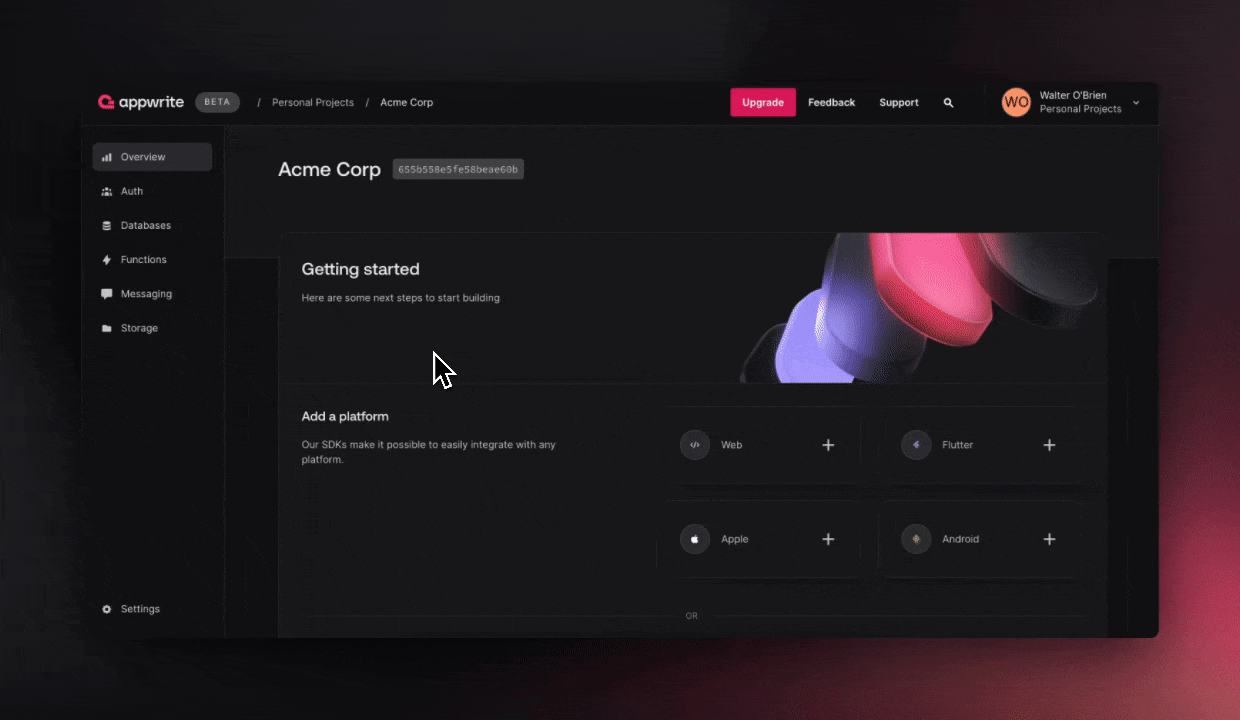 appwrite BETA / Personal Projects / Acme Corp Upgrade Feedback Support WO Walter O'Brien
Personal Projects
Overview
Auth
Databases
Functions
Messaging
Storage
Settings
Acme Corp 655b558e5fe58beae60b
Getting started
Here are some next steps to start building
Add a platform
Our SDKs make it possible to easily integrate with any
platform.
Web
Flutter
Apple
Android
OR